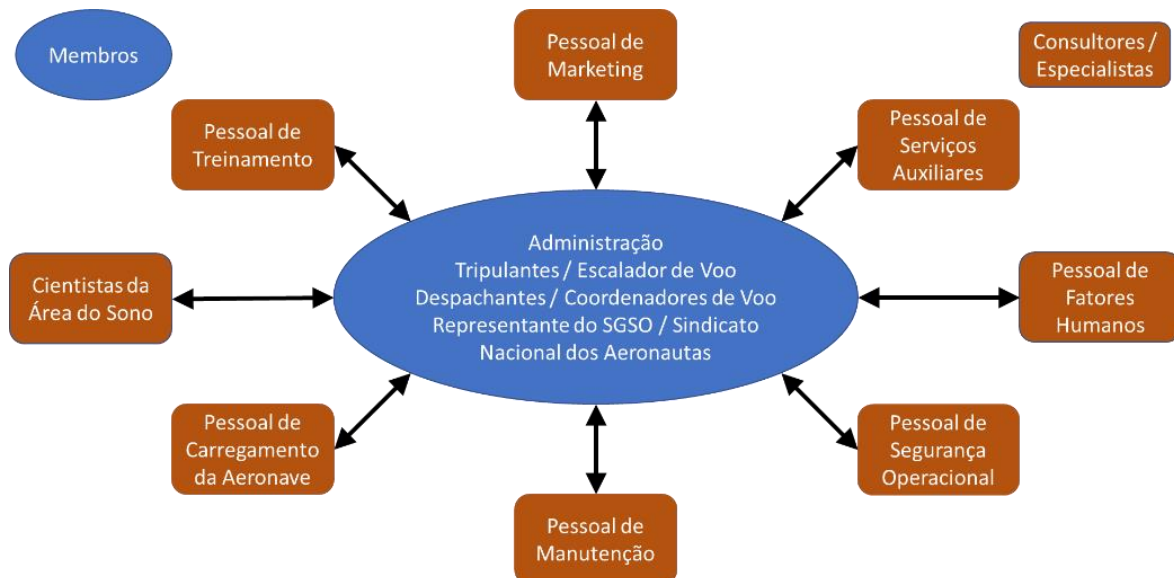 Membros
Pessoal de
Marketing
Consultores /
Especialistas
Pessoal de
Treinamento
Pessoal de
Serviços
Auxiliares
Administração
Tripulantes / Escalador de Voo
Despachantes / Coordenadores de Voo
Representante do SGSO / Sindicato
Nacional dos Aeronautas
Cientistas da
Área do Sono
Pessoal de
Fatores
Humanos
Pessoal de
Carregamento
da Aeronave
Pessoal de
Segurança
Operacional
Pessoal de
Manutenção